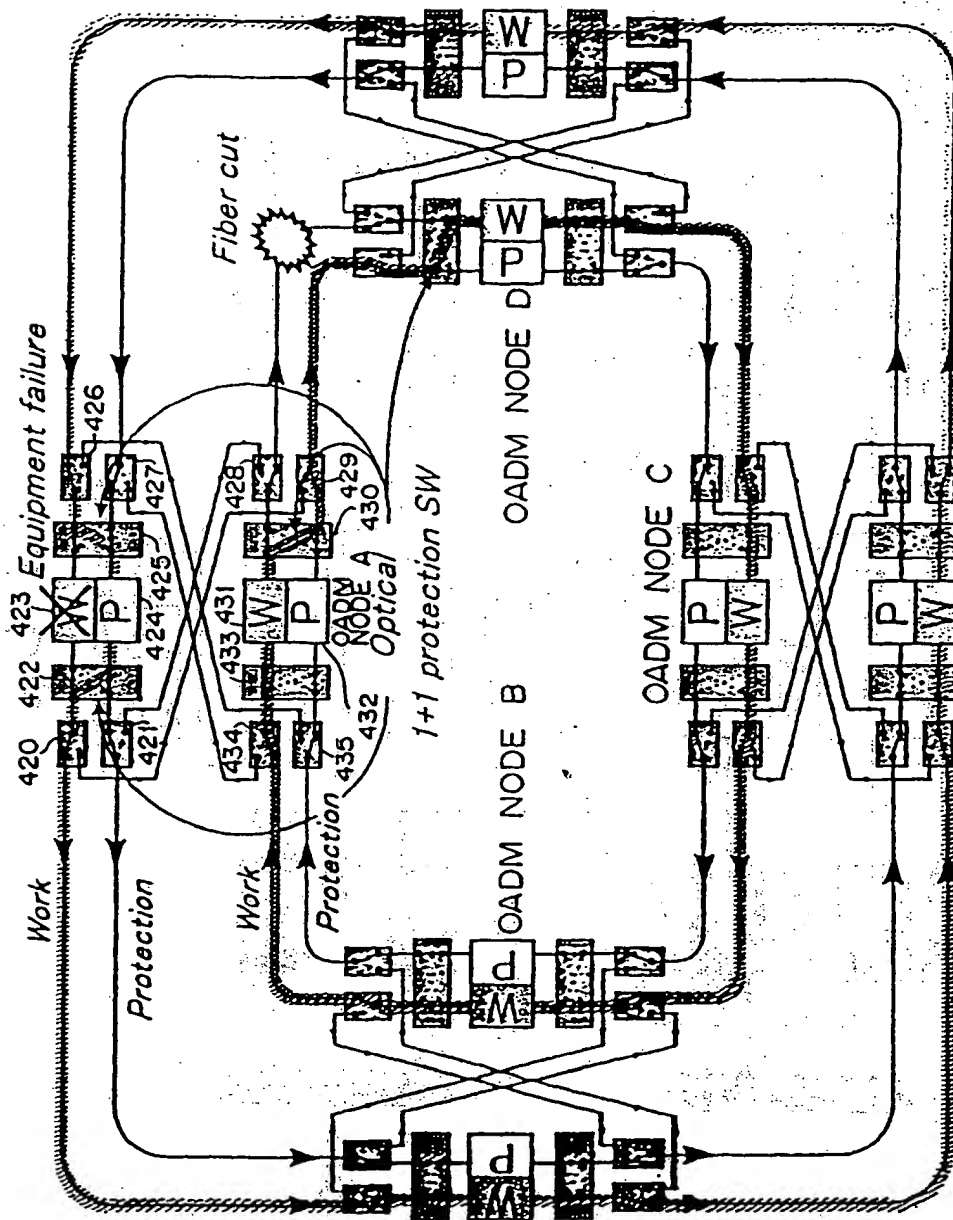 Fiber cut
Equipment failure
426
427
428
429
430
425
424
423
422
431
433
432
420
421
434
435
W
P
W
P
W
P
W
P
OADM
NODE A
Optical
1+1 protection SW
OADM NODE D
OADM NODE B
OADM NODE C
Work
Protection
Work
Protection
P
W
P
W
P
W
P
W